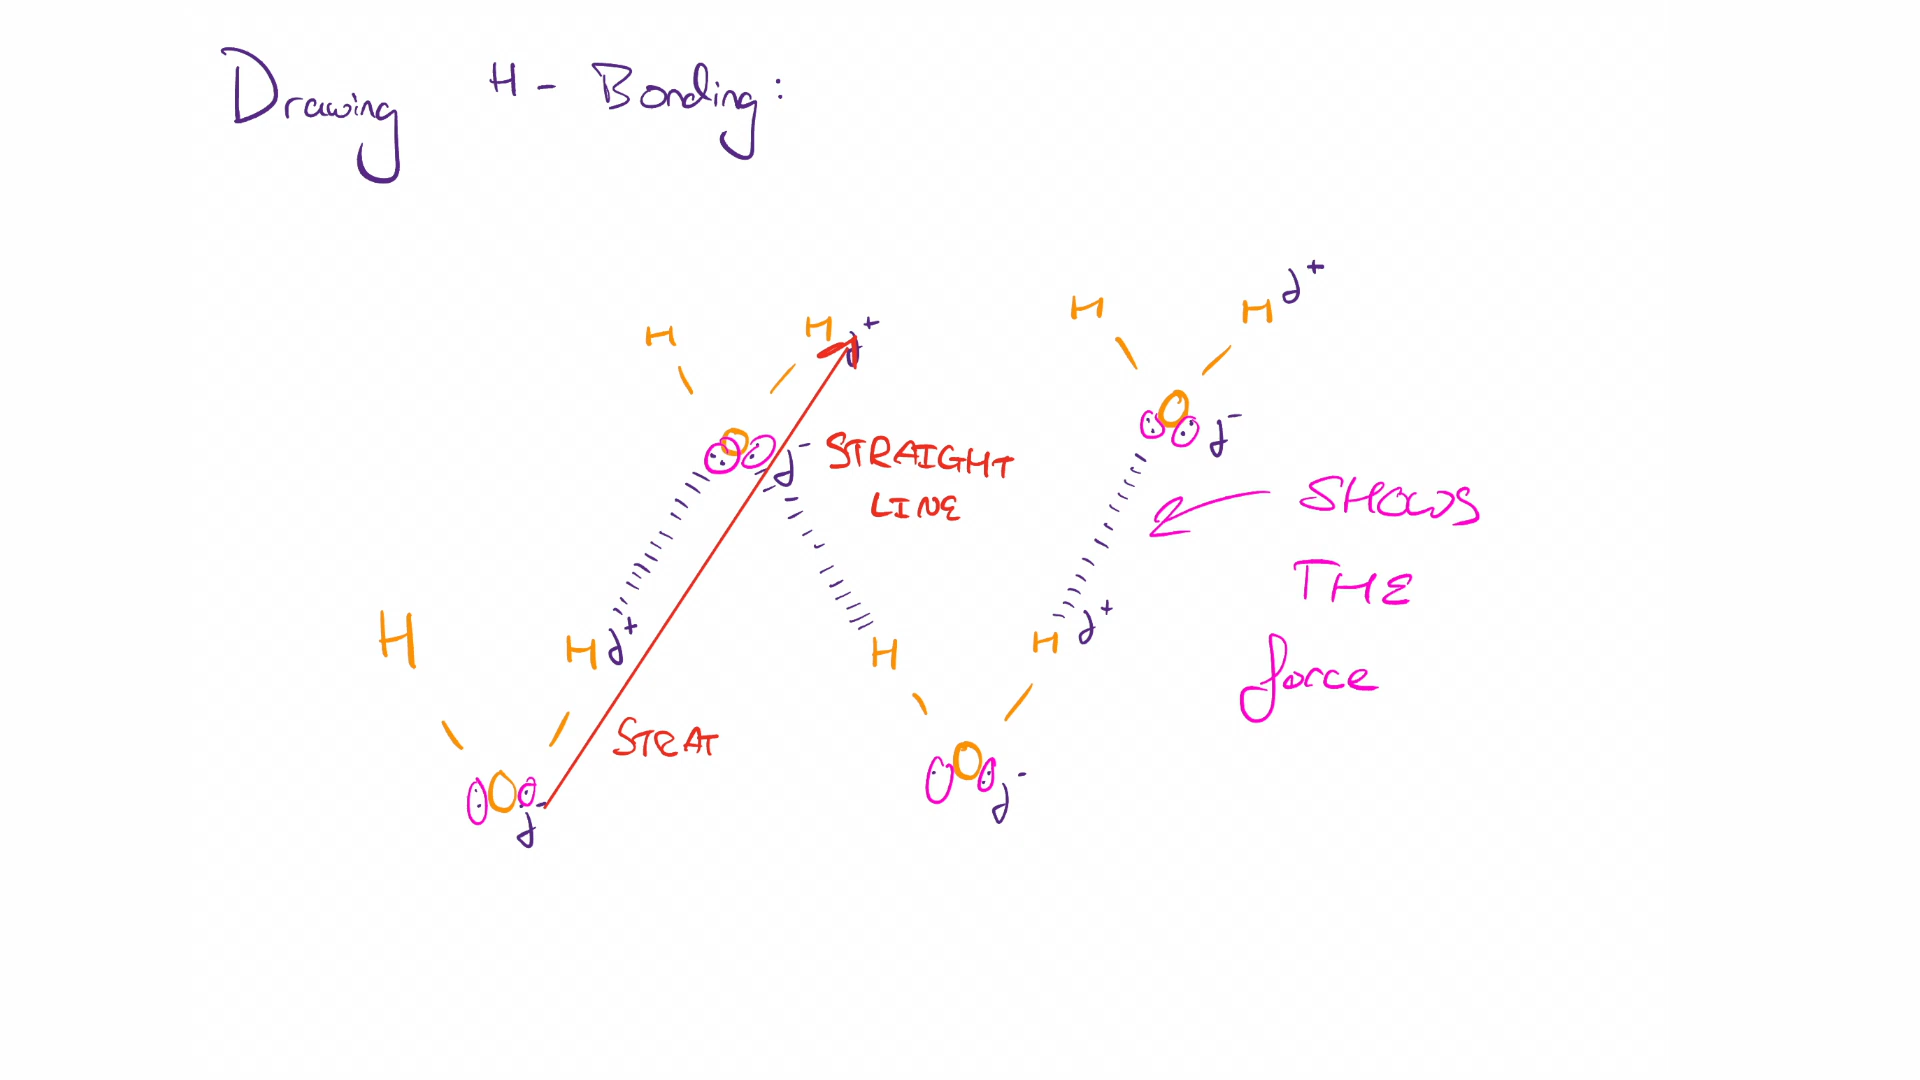 Drawing H - Bonding:
H H δ+ H H δ+
O δ- O δ-
STRAIGHT
LINE
SHOWS
THE
force
H H δ+ H H δ+
STRAT
O δ- O δ-